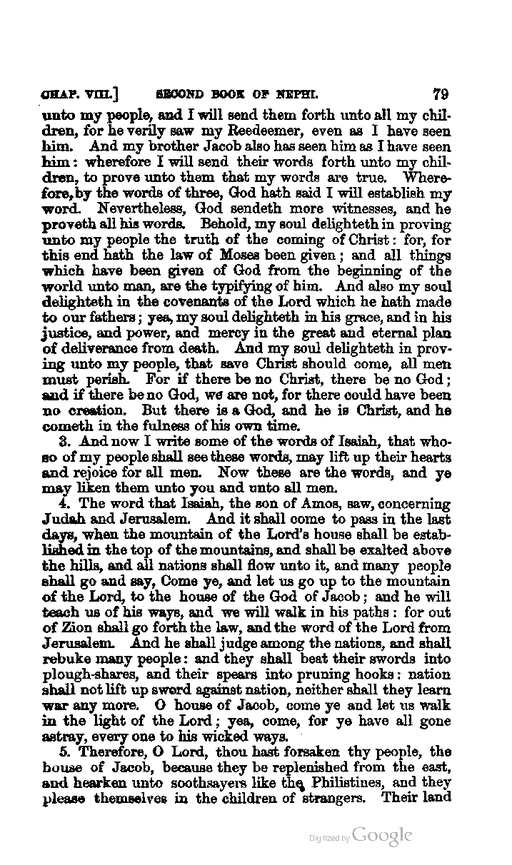 CHAP. VIII.] SECOND BOOK OF NEPHI. 79
unto my people, and I will send them forth unto all my chil-
dren, for he verily saw my Reedeemer, even as I have seen
him. And my brother Jacob also has seen him as I have seen
him: wherefore I will send their words forth unto my chil-
dren, to prove unto them that my words are true. Where-
fore, by the words of three, God hath said I will establish my
word. Nevertheless, God sendeth more witnesses, and he
proveth all his words. Behold, my soul delighteth in proving
unto my people the truth of the coming of Christ: for, for
this end hath the law of Moses been given; and all things
which have been given of God from the beginning of the
world unto man, are the typifying of him. And also my soul
delighteth in the covenants of the Lord which he hath made
to our fathers; yea, my soul delighteth in his grace, and in his
justice, and power, and mercy in the great and eternal plan
of deliverance from death. And my soul delighteth in prov-
ing unto my people, that save Christ should come, all men
must perish. For if there be no Christ, there be no God;
and if there be no God, we are not, for there could have been
no creation. But there is a God, and he is Christ, and he
cometh in the fulness of his own time.
3. And now I write some of the words of Isaiah, that who-
so of my people shall see these words, may lift up their hearts
and rejoice for all men. Now these are the words, and ye
may liken them unto you and unto all men.
4. The word that Isaiah, the son of Amos, saw, concerning
Judah and Jerusalem. And it shall come to pass in the last
days, when the mountain of the Lord's house shall be estab-
lished in the top of the mountains, and shall be exalted above
the hills, and all nations shall flow unto it, and many people
shall go and say, Come ye, and let us go up to the mountain
of the Lord, to the house of the God of Jacob; and he will
teach us of his ways, and we will walk in his paths: for out
of Zion shall go forth the law, and the word of the Lord from
Jerusalem. And he shall judge among the nations, and shall
rebuke many people: and they shall beat their swords into
plough-shares, and their spears into pruning hooks: nation
shall not lift up sword against nation, neither shall they learn
war any more. O house of Jacob, come ye and let us walk
in the light of the Lord; yea, come, for ye have all gone
astray, every one to his wicked ways.
5. Therefore, O Lord, thou hast forsaken thy people, the
house of Jacob, because they be replenished from the east,
and hearken unto soothsayers like the Philistines, and they
please themselves in the children of strangers. Their land
Digitized by Google